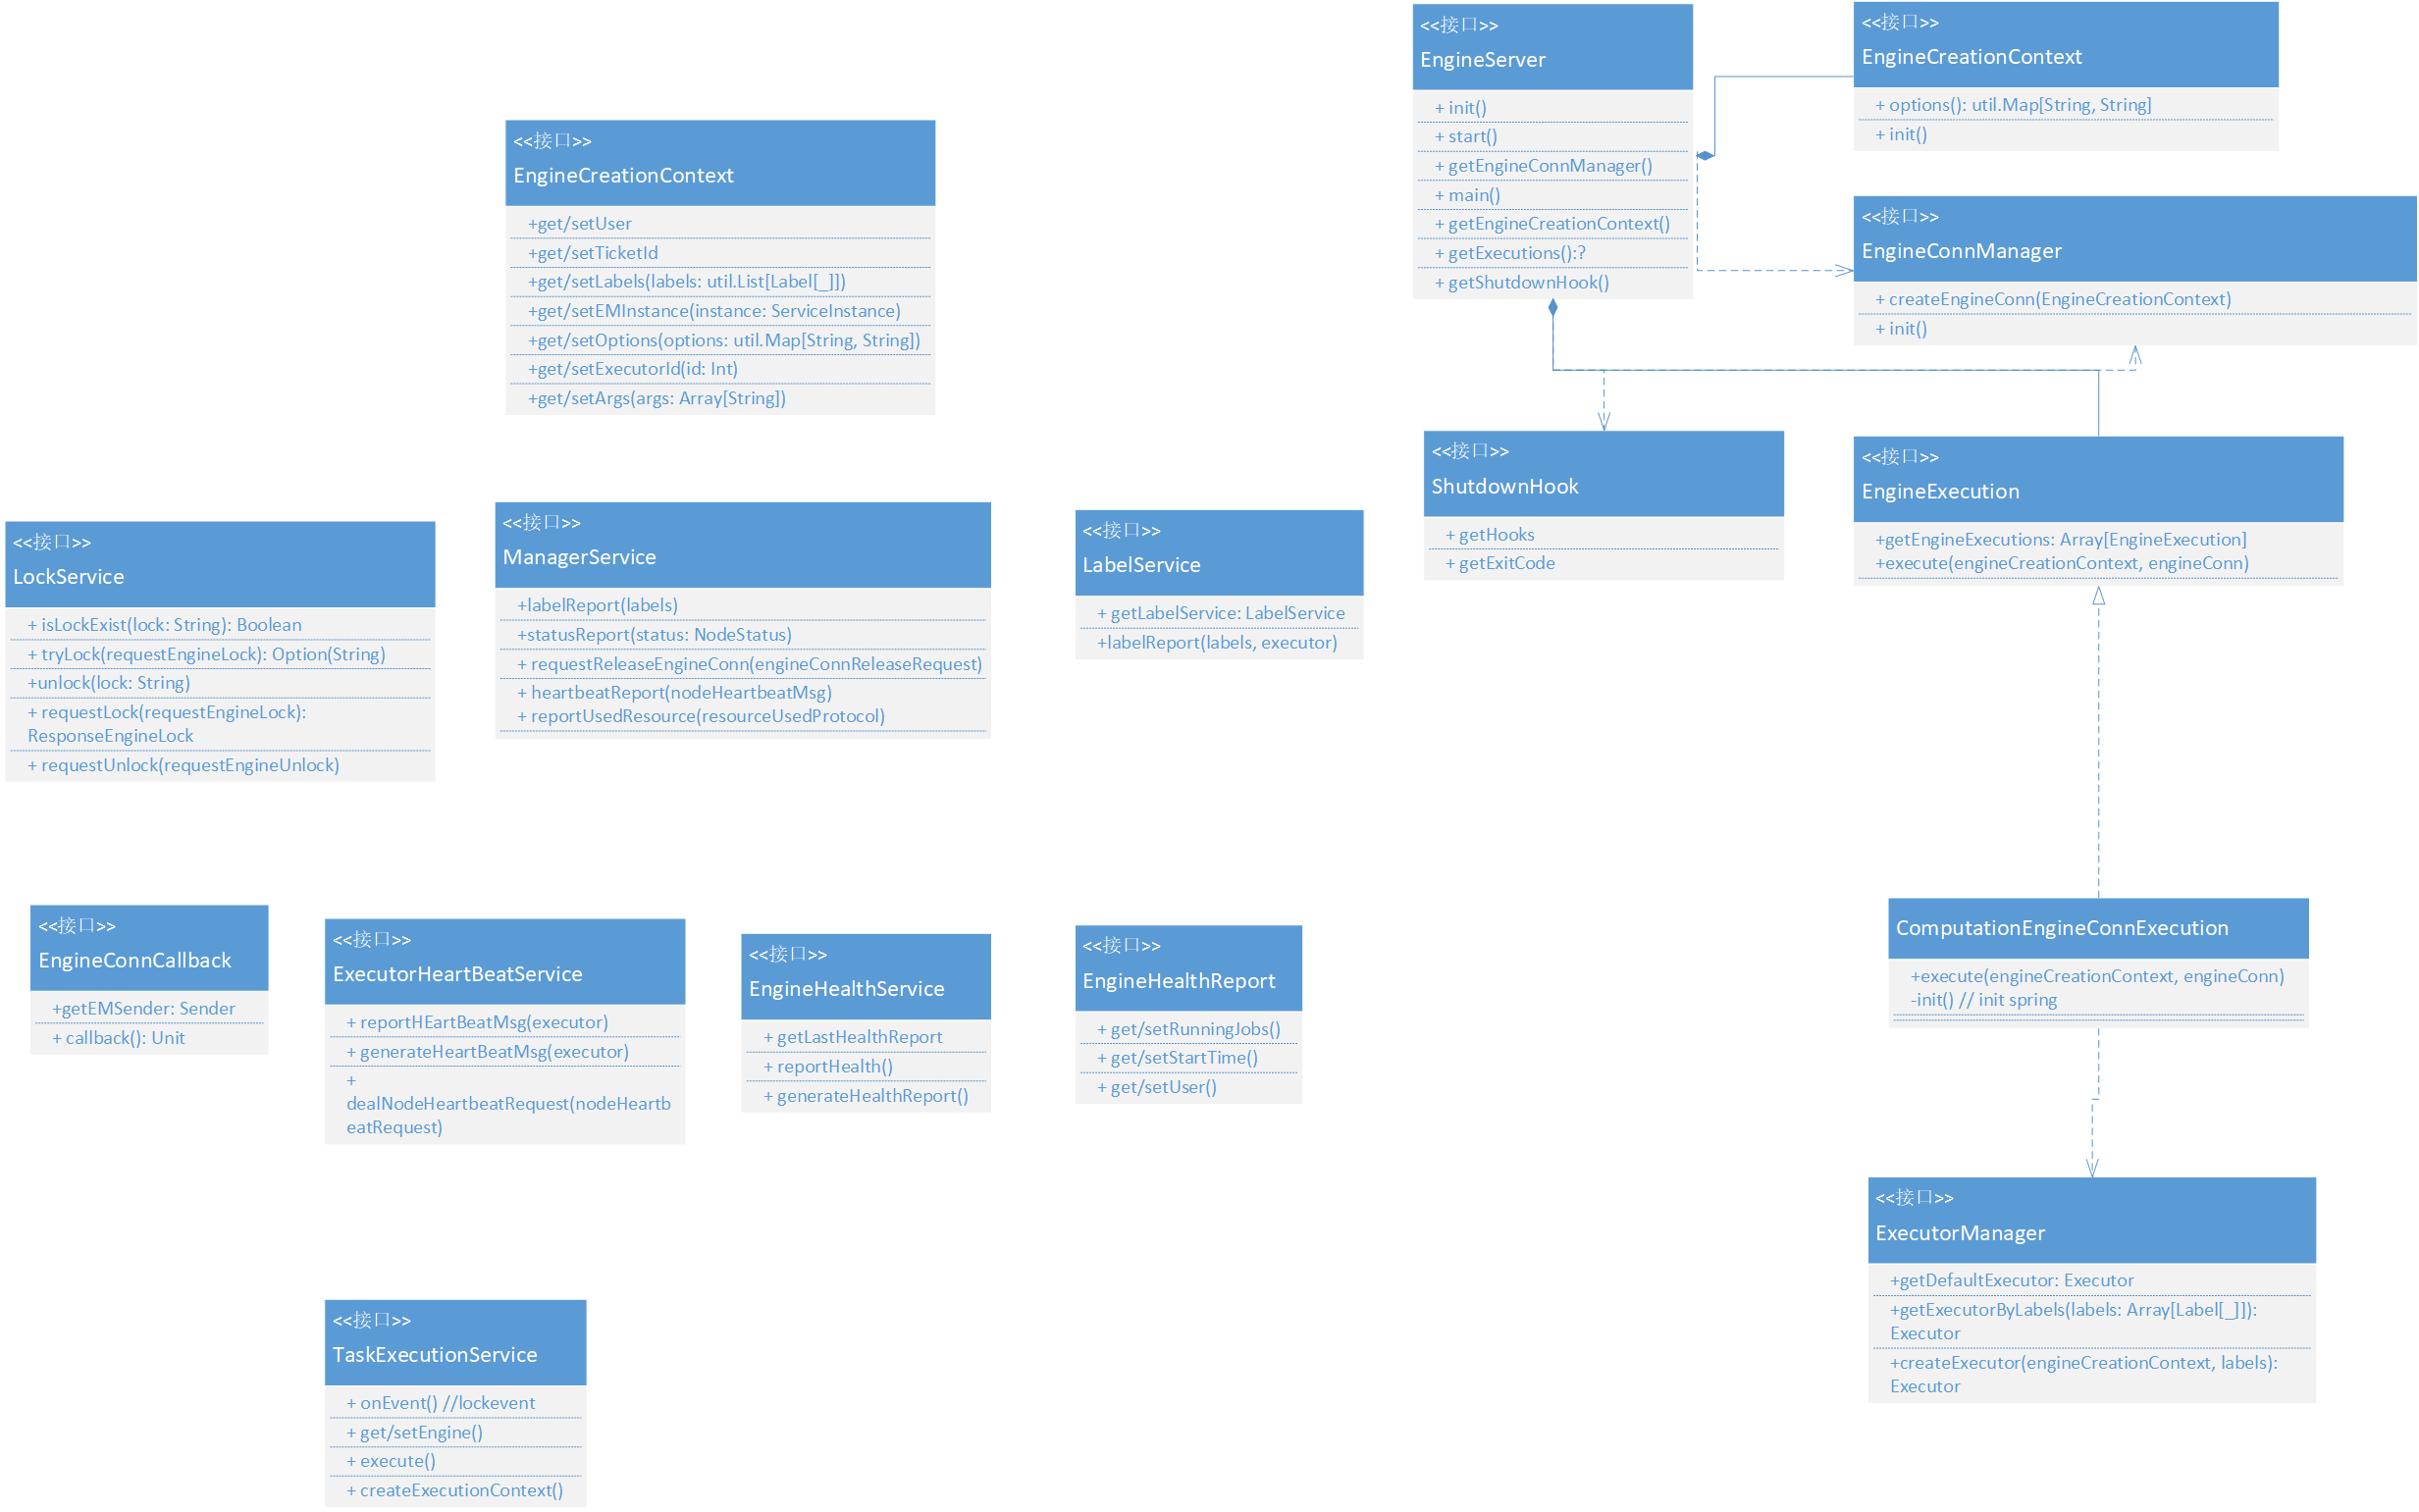 <<接口>>
EngineServer
+ init()
+ start()
+ getEngineConnManager()
+ main()
+ getEngineCreationContext()
+ getExecutions():?
+ getShutdownHook()
<<接口>>
EngineCreationContext
+ options(): util.Map[String, String]
+ init()
<<接口>>
EngineCreationContext
+get/setUser
+get/setTicketId
+get/setLabels(labels: util.List[Label[_]])
+get/setEMInstance(instance: ServiceInstance)
+get/setOptions(options: util.Map[String, String])
+get/setExecutorId(id: Int)
+get/setArgs(args: Array[String])
<<接口>>
EngineConnManager
+ createEngineConn(EngineCreationContext)
+ init()
<<接口>>
ShutdownHook
+ getHooks
+ getExitCode
<<接口>>
EngineExecution
+getEngineExecutions: Array[EngineExecution]
+execute(engineCreationContext, engineConn)
<<接口>>
LockService
+ isLockExist(lock: String): Boolean
+ tryLock(requestEngineLock): Option(String)
+unlock(lock: String)
+ requestLock(requestEngineLock):
ResponseEngineLock
+ requestUnlock(requestEngineUnlock)
<<接口>>
ManagerService
+labelReport(labels)
+statusReport(status: NodeStatus)
+ requestReleaseEngineConn(engineConnReleaseRequest)
+ heartbeatReport(nodeHeartbeatMsg)
+ reportUsedResource(resourceUsedProtocol)
<<接口>>
LabelService
+ getLabelService: LabelService
+labelReport(labels, executor)
<<接口>>
EngineConnCallback
+getEMSender: Sender
+ callback(): Unit
<<接口>>
ExecutorHeartBeatService
+ reportHEartBeatMsg(executor)
+ generateHeartBeatMsg(executor)
+
dealNodeHeartbeatRequest(nodeHeartb
eatRequest)
<<接口>>
EngineHealthService
+ getLastHealthReport
+ reportHealth()
+ generateHealthReport()
<<接口>>
EngineHealthReport
+ get/setRunningJobs()
+ get/setStartTime()
+ get/setUser()
ComputationEngineConnExecution
+execute(engineCreationContext, engineConn)
-init() // init spring
<<接口>>
ExecutorManager
+getDefaultExecutor: Executor
+getExecutorByLabels(labels: Array[Label[_]]):
Executor
+createExecutor(engineCreationContext, labels):
Executor
<<接口>>
TaskExecutionService
+ onEvent() //lockevent
+ get/setEngine()
+ execute()
+ createExecutionContext()